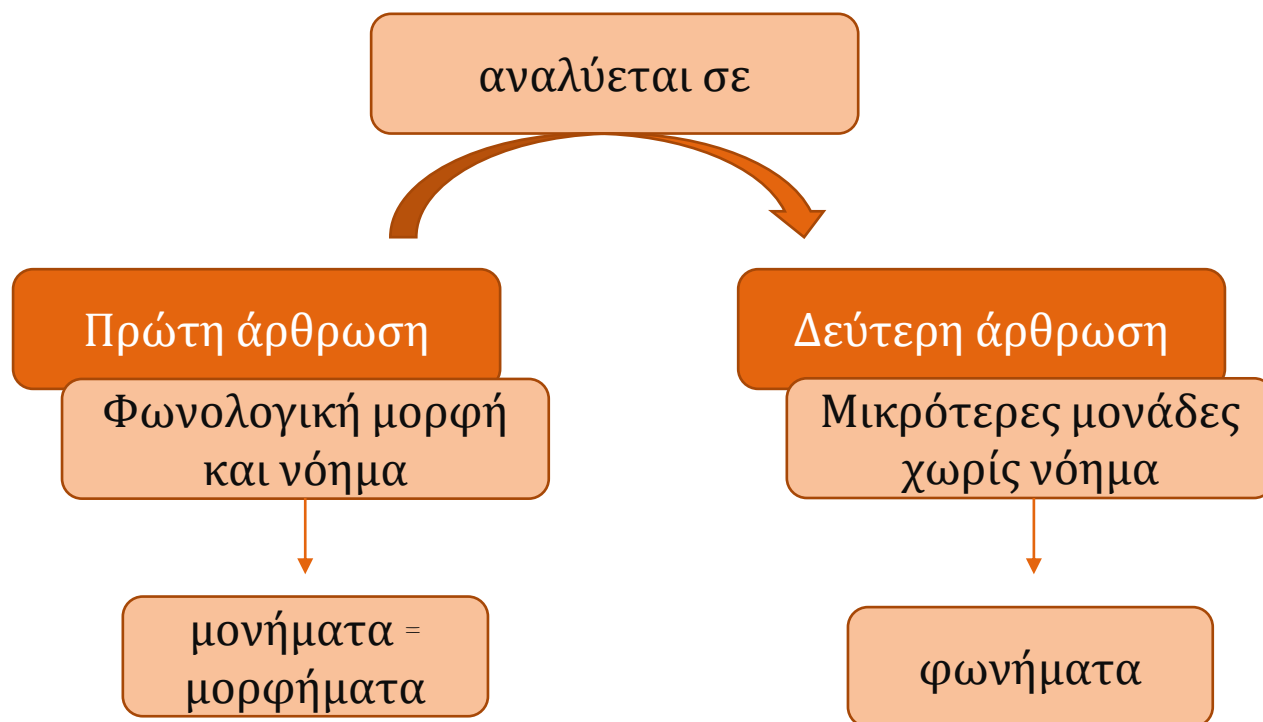 αναλύεται σε
Πρώτη άρθρωση
Φωνολογική μορφή
και νόημα
μονήματα =
μορφήματα
Δεύτερη άρθρωση
Μικρότερες μονάδες
χωρίς νόημα
φωνήματα